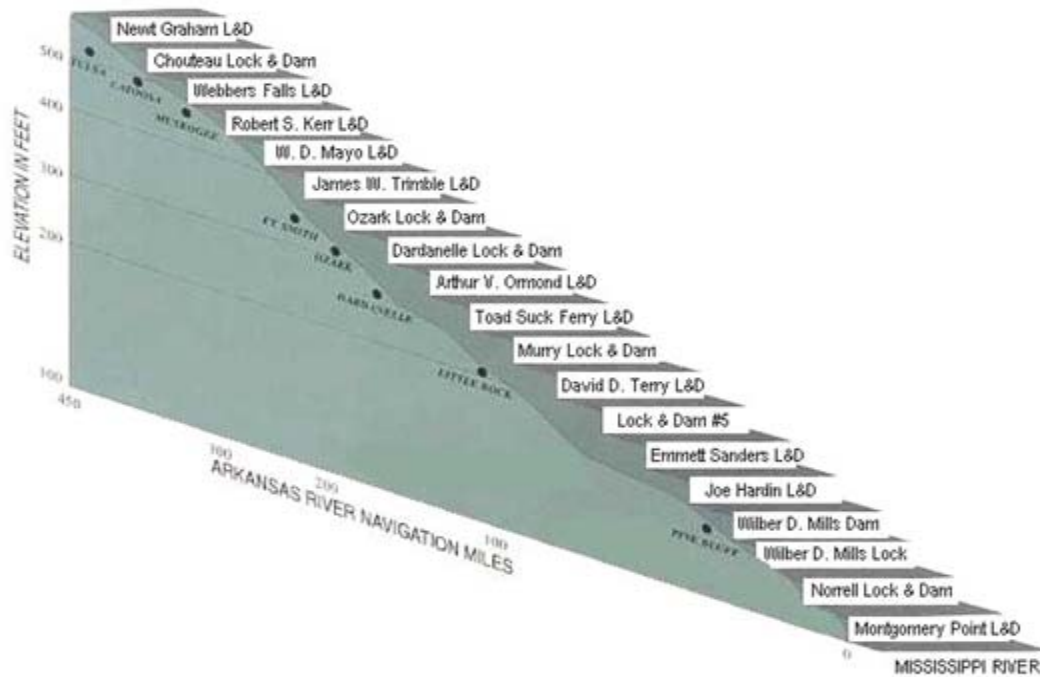 Newt Graham L&D
Chouteau Lock & Dam
Webbers Falls L&D
Robert S. Kerr L&D
W. D. Mayo L&D
James W. Trimble L&D
Ozark Lock & Dam
Dardanelle Lock & Dam
Arthur V. Ormond L&D
Toad Suck Ferry L&D
Murry Lock & Dam
David D. Terry L&D
Lock & Dam #5
Emmett Sanders L&D
Joe Hardin L&D
Wilber D. Mills Dam
Wilber D. Mills Lock
Norrell Lock & Dam
Montgomery Point L&D
MISSISSIPPI RIVER
ELEVATION IN FEET
500
400
300
200
100
TULSA
CATOOSA
MUSKOGEE
FT. SMITH
OZARK
DARDANELLE
LITTLE ROCK
PINE BLUFF
450
300
200
100
0
ARKANSAS RIVER NAVIGATION MILES